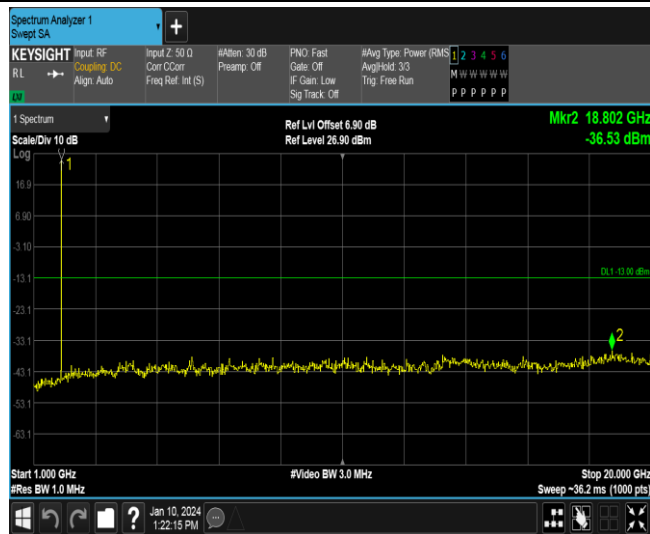 Spectrum Analyzer 1
Swept SA
+
KEYSIGHT
RL
Input: RF
Coupling: DC
Align: Auto
Input Z: 50 Ω
Corr CCorr
Freq Ref: Int (S)
#Atten: 30 dB
Preamp: Off
PNO: Fast
Gate: Off
IF Gain: Low
Sig Track: Off
#Avg Type: Power (RMS
Avg|Hold: 3/3
Trig: Free Run
1 2 3 4 5 6
M W W W W W
P P P P P P
1 Spectrum
Scale/Div 10 dB
Ref Lvl Offset 6.90 dB
Ref Level 26.90 dBm
Mkr2 18.802 GHz
-36.53 dBm
Log
1
16.9
6.90
-3.10
-13.1
DL1 -13.00 dBm
-23.1
-33.1
2
-43.1
-53.1
-63.1
Start 1.000 GHz
#Video BW 3.0 MHz
Stop 20.000 GHz
#Res BW 1.0 MHz
Sweep ~36.2 ms (1000 pts)
?
Jan 10, 2024
1:22:15 PM